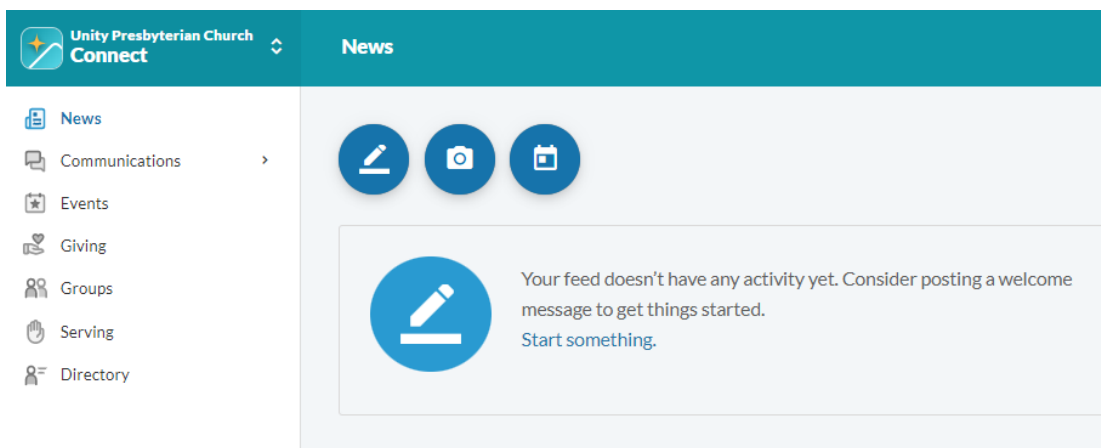 Unity Presbyterian Church
Connect
News
News
Communications
Events
Giving
Groups
Serving
Directory
Your feed doesn’t have any activity yet. Consider posting a welcome
message to get things started.
Start something.